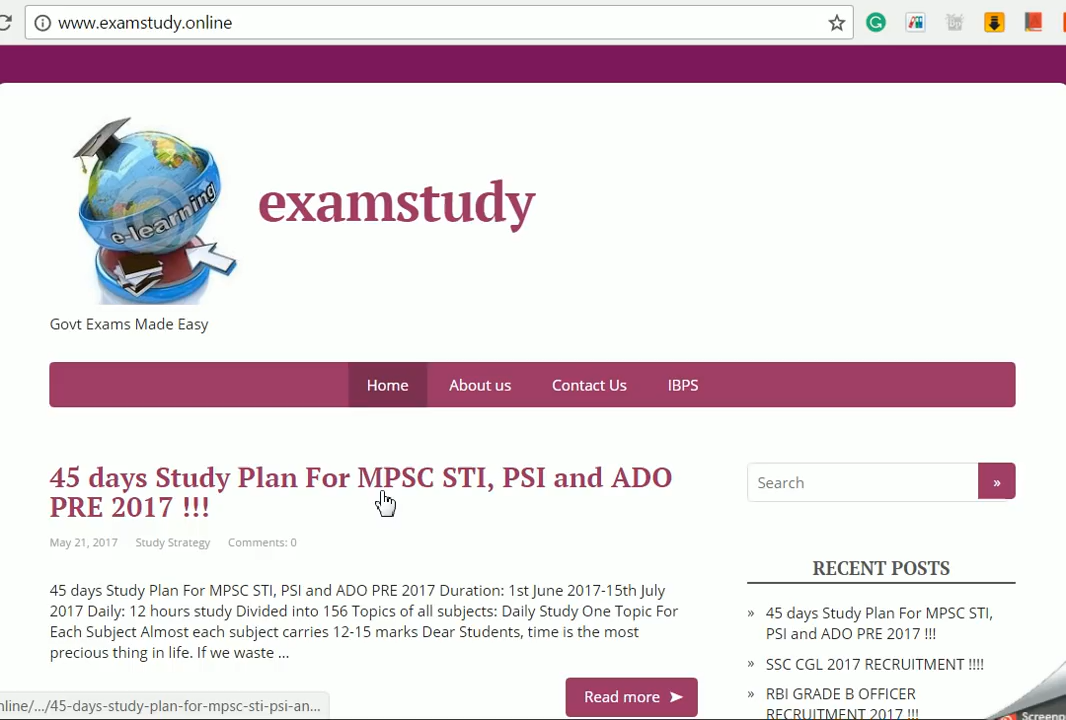 www.examstudy.online
e-learning
examstudy
Govt Exams Made Easy
Home
About us
Contact Us
IBPS
45 days Study Plan For MPSC STI, PSI and ADO
PRE 2017 !!!
May 21, 2017
Study Strategy
Comments: 0
45 days Study Plan For MPSC STI, PSI and ADO PRE 2017 Duration: 1st June 2017-15th July
2017 Daily: 12 hours study Divided into 156 Topics of all subjects: Daily Study One Topic For
Each Subject Almost each subject carries 12-15 marks Dear Students, time is the most
precious thing in life. If we waste ...
Read more
Search
»
RECENT POSTS
» 45 days Study Plan For MPSC STI,
PSI and ADO PRE 2017 !!!
» SSC CGL 2017 RECRUITMENT !!!!
» RBI GRADE B OFFICER
RECRUITMENT 2017 !!!
nline/.../45-days-study-plan-for-mpsc-sti-psi-an...